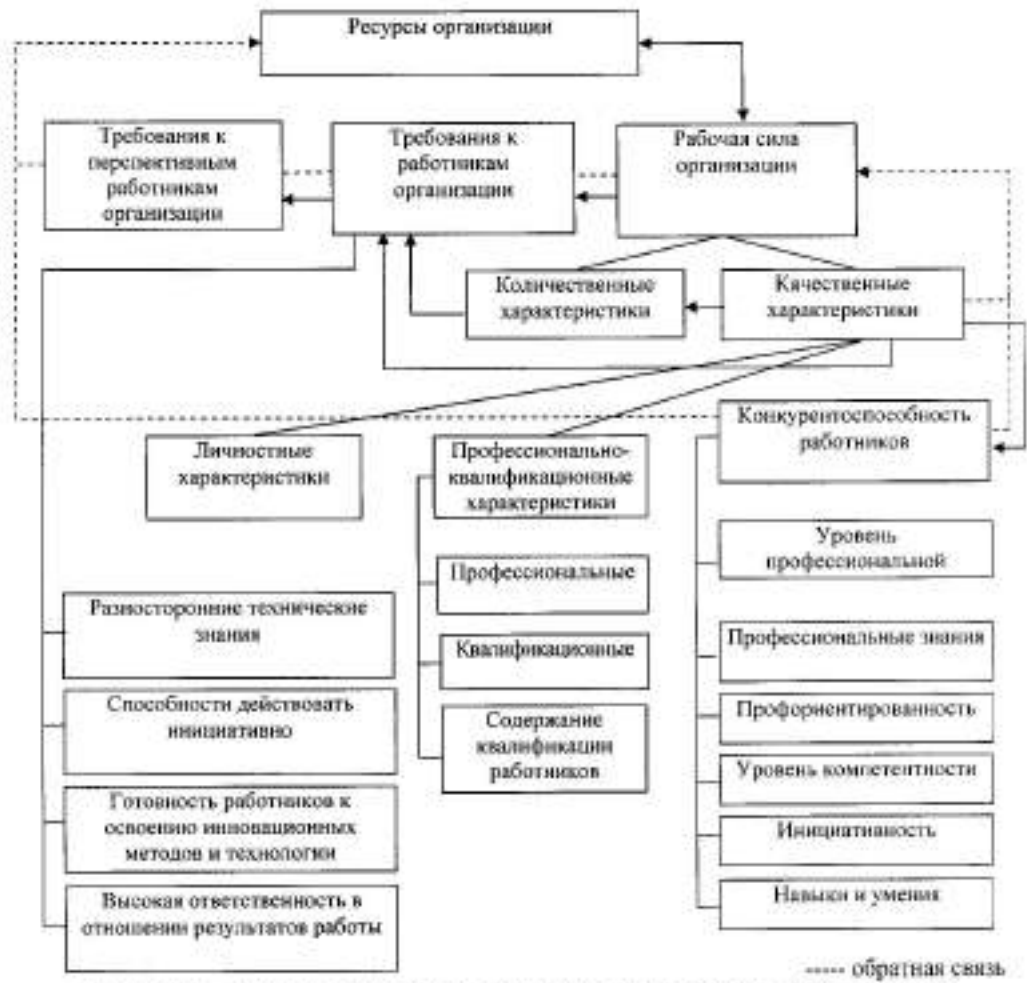 Ресурсы организации
Требования к
перспективным
работникам
организации
Требования к
работникам
организации
Рабочая сила
организации
Количественные
характеристики
Качественные
характеристики
Личностные
характеристики
Профессионально-
квалификационные
характеристики
Конкурентоспособность
работников
Профессиональные
Квалификационные
Содержание
квалификации
работников
Уровень
профессиональной
Профессиональные знания
Профориентированность
Уровень компетентности
Инициативность
Навыки и умения
Разносторонние технические
знания
Способности действовать
инициативно
Готовность работников к
освоению инновационных
методов и технологии
Высокая ответственность в
отношении результатов работы
----- обратная связь